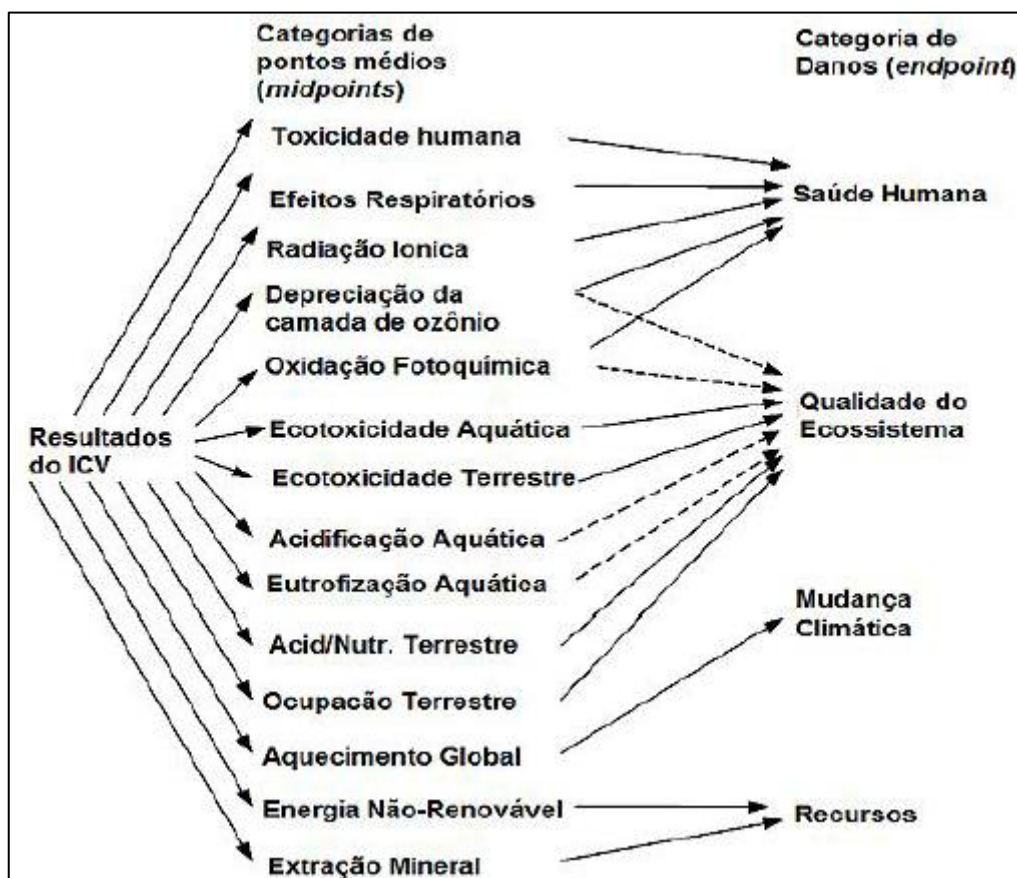 Categorias de
pontos médios
(midpoints)
Categoria de
Danos (endpoint)
Toxicidade humana
Efeitos Respiratórios
Radiação Ionica
Depreciação da
camada de ozônio
Oxidação Fotoquímica
Ecotoxicidade Aquática
Ecotoxicidade Terrestre
Acidificação Aquática
Eutrofização Aquática
Acid/Nutr. Terrestre
Ocupacão Terrestre
Aquecimento Global
Energia Não-Renovável
Extração Mineral
Resultados
do ICV
Saúde Humana
Qualidade do
Ecossistema
Mudança
Climática
Recursos